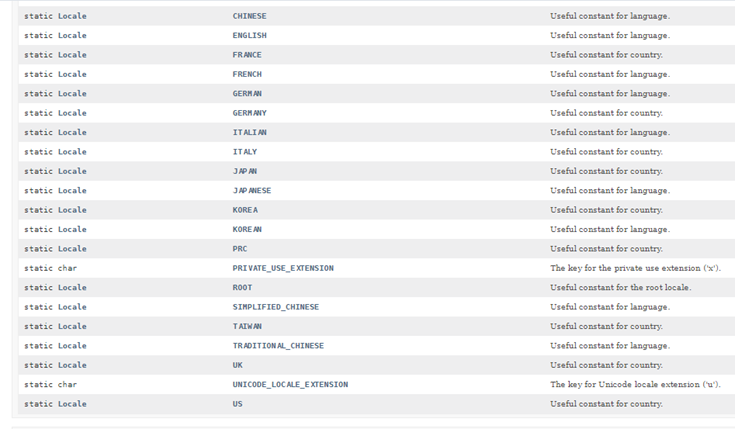 static Locale CHINESE Useful constant for language.
static Locale ENGLISH Useful constant for language.
static Locale FRANCE Useful constant for country.
static Locale FRENCH Useful constant for language.
static Locale GERMAN Useful constant for language.
static Locale GERMANY Useful constant for country.
static Locale ITALIAN Useful constant for language.
static Locale ITALY Useful constant for country.
static Locale JAPAN Useful constant for country.
static Locale JAPANESE Useful constant for language.
static Locale KOREA Useful constant for country.
static Locale KOREAN Useful constant for language.
static Locale PRC Useful constant for country.
static char PRIVATE_USE_EXTENSION The key for the private use extension ('x').
static Locale ROOT Useful constant for the root locale.
static Locale SIMPLIFIED_CHINESE Useful constant for language.
static Locale TAIWAN Useful constant for country.
static Locale TRADITIONAL_CHINESE Useful constant for language.
static Locale UK Useful constant for country.
static char UNICODE_LOCALE_EXTENSION The key for Unicode locale extension ('u').
static Locale US Useful constant for country.